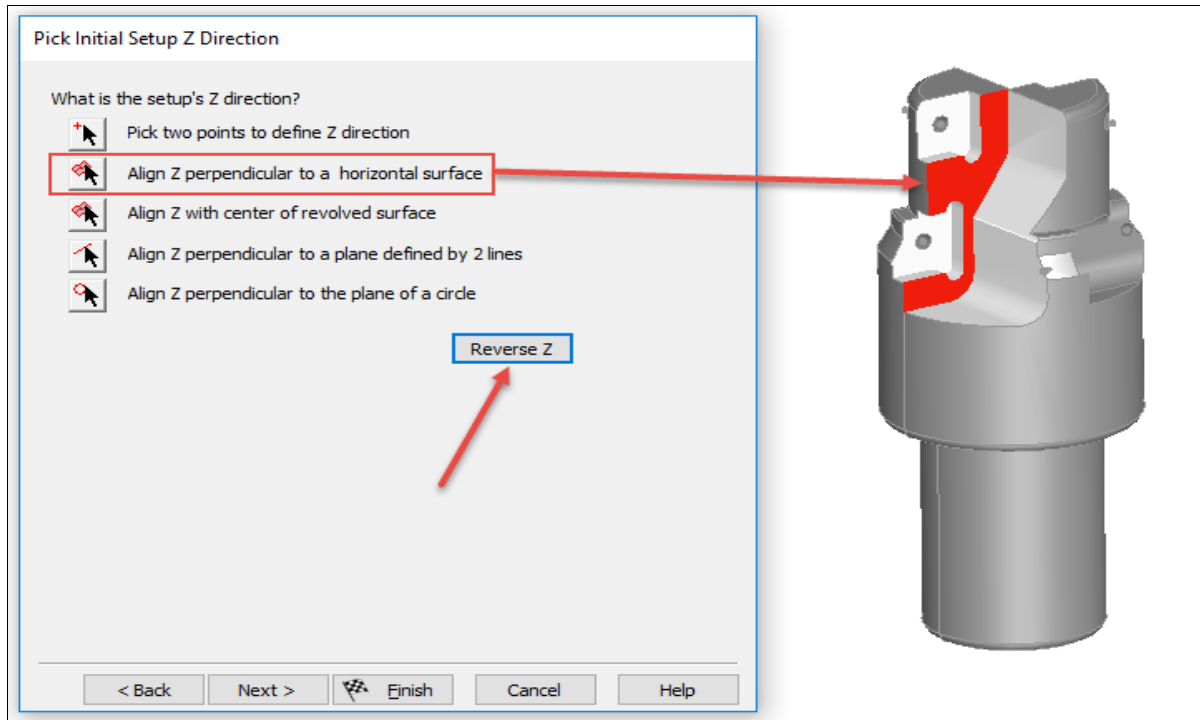 Pick Initial Setup Z Direction
What is the setup's Z direction?
Pick two points to define Z direction
Align Z perpendicular to a  horizontal surface
Align Z with center of revolved surface
Align Z perpendicular to a plane defined by 2 lines
Align Z perpendicular to the plane of a circle
Reverse Z
< Back Next > Finish Cancel Help